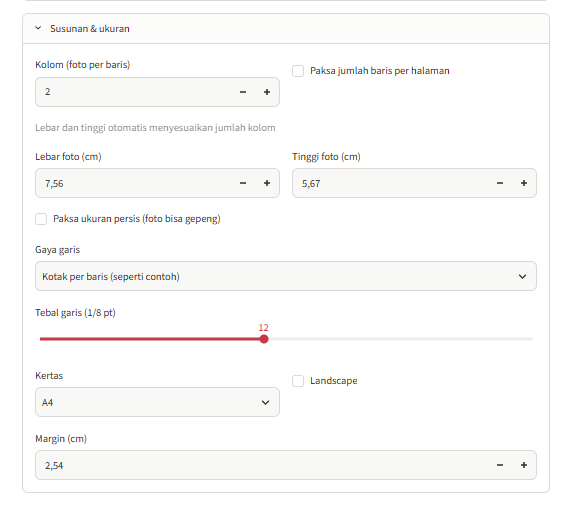 Susunan & ukuran
Kolom (foto per baris)
2
Paksa jumlah baris per halaman
Lebar dan tinggi otomatis menyesuaikan jumlah kolom
Lebar foto (cm)
Tinggi foto (cm)
7,56
5,67
Paksa ukuran persis (foto bisa gepeng)
Gaya garis
Kotak per baris (seperti contoh)
Tebal garis (1/8 pt)
12
Kertas
Landscape
A4
Margin (cm)
2,54